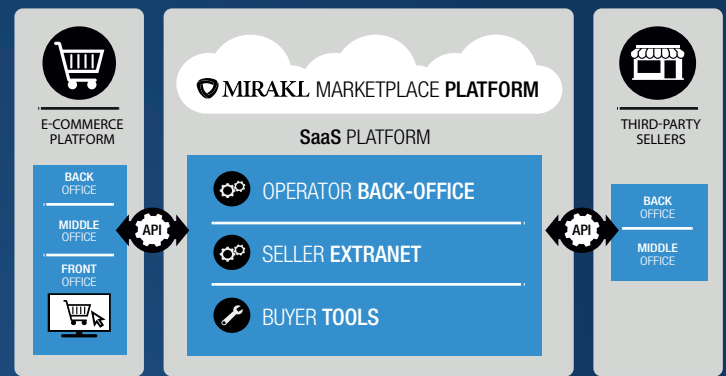 E-COMMERCE
PLATFORM
BACK
OFFICE
MIDDLE
OFFICE
FRONT
OFFICE
API
MIRAKL MARKETPLACE PLATFORM
SaaS PLATFORM
OPERATOR BACK-OFFICE
SELLER EXTRANET
BUYER TOOLS
API
THIRD-PARTY
SELLERS
BACK
OFFICE
MIDDLE
OFFICE